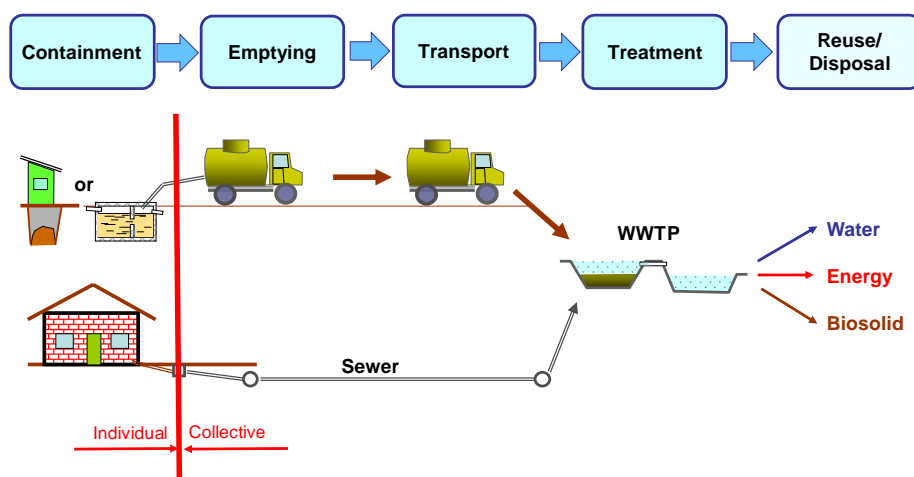 Containment
Emptying
Transport
Treatment
Reuse/
Disposal
or
WWTP
Water
Energy
Biosolid
Sewer
Individual
Collective